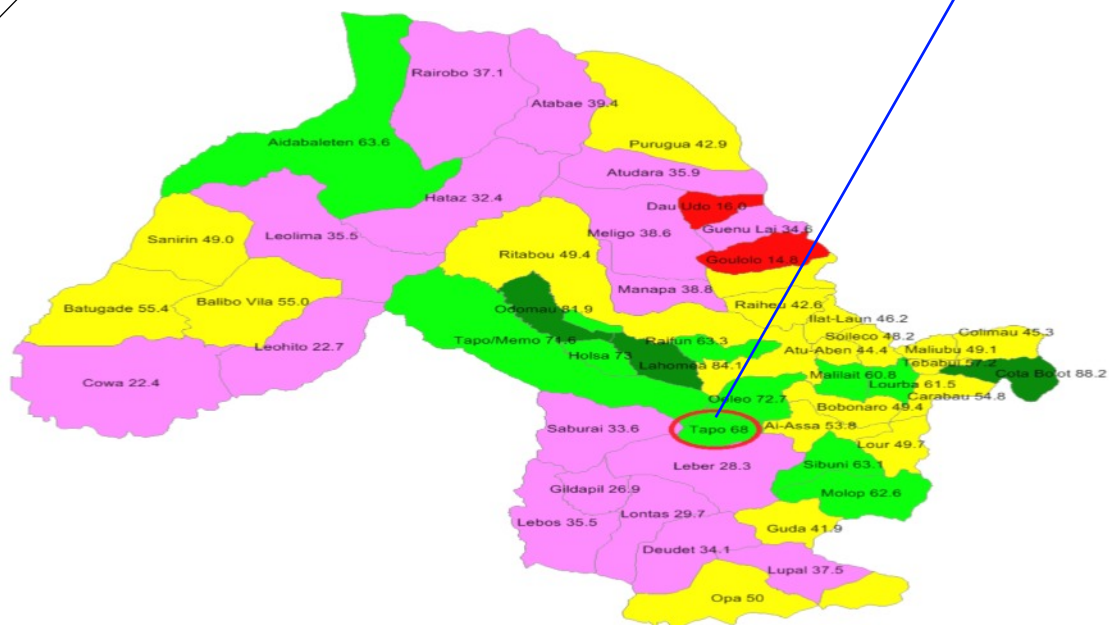 Rairobo 37.1
Atabae 39.4
Aidabaleten 63.6
Purugua 42.9
Atudara 35.9
Hataz 32.4
Dau Udo 16.0
Guenu Lai 34.6
Meligo 38.6
Leolima 35.5
Sanirin 49.0
Ritabou 49.4
Goulolo 14.8
Manapa 38.8
Batugade 55.4
Balibo Vila 55.0
Raiheu 42.6
Odomau 81.9
Ilat-Laun 46.2
Colimau 45.3
Soileco 48.2
Tapo/Memo 71.6
Raifun 63.3
Leohito 22.7
Atu-Aben 44.4
Maliubu 49.1
Holsa 73
Tebabui 57.2
Lahomea 84.1
Cota Bo'ot 88.2
Malilait 60.8
Cowa 22.4
Lourba 61.5
Carabau 54.8
Oeleo 72.7
Bobonaro 49.4
Saburai 33.6
Tapo 68
Ai-Assa 53.8
Lour 49.7
Leber 28.3
Sibuni 63.1
Gildapil 26.9
Molop 62.6
Lontas 29.7
Lebos 35.5
Guda 41.9
Deudet 34.1
Lupal 37.5
Opa 50